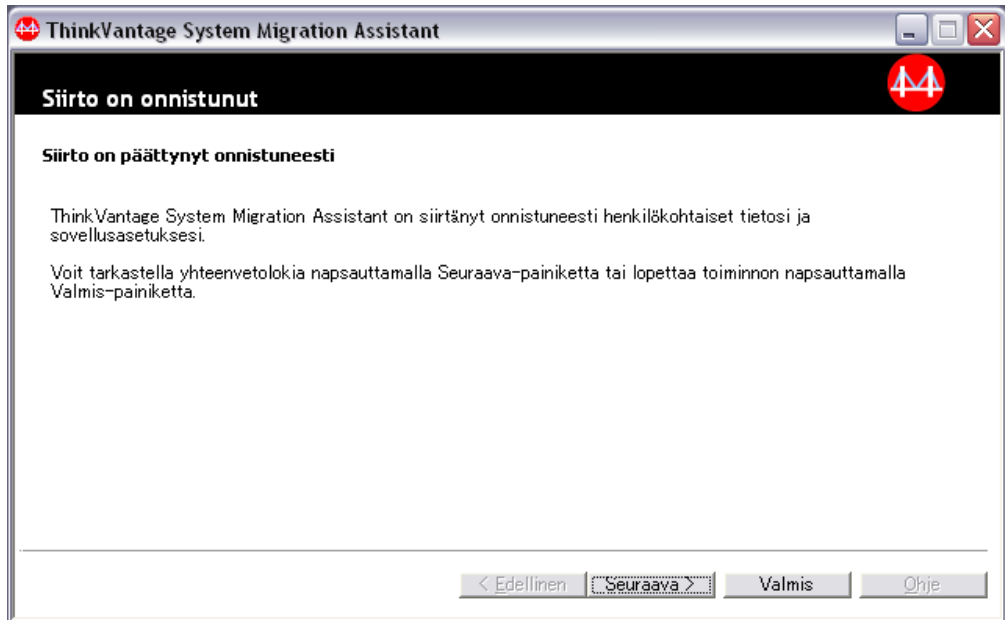 ThinkVantage System Migration Assistant
Siirto on onnistunut
Siirto on päättynyt onnistuneesti
ThinkVantage System Migration Assistant on siirtänyt onnistuneesti henkilökohtaiset tietosi ja
sovellusasetuksesi.
Voit tarkastella yhteenvetolokia napsauttamalla Seuraava-painiketta tai lopettaa toiminnon napsauttamalla
Valmis-painiketta.
< Edellinen Seuraava > Valmis Ohje